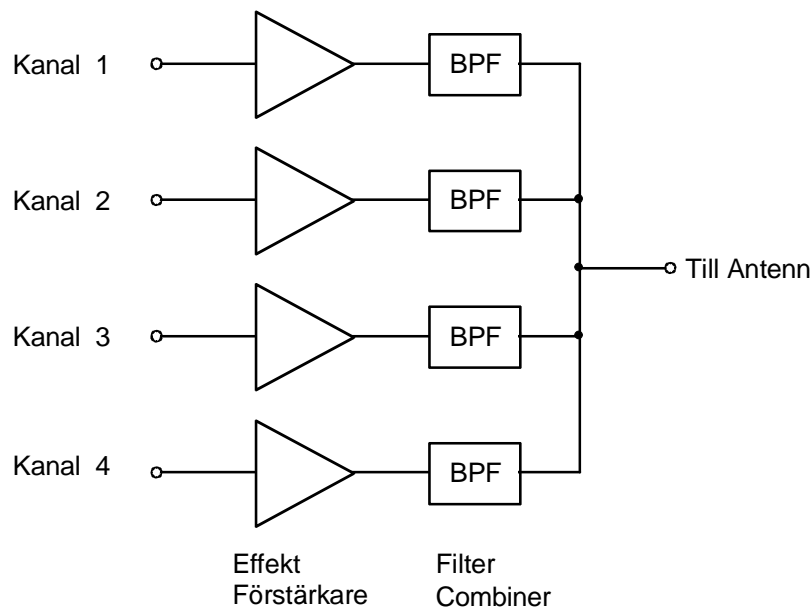 Kanal 1
BPF
Kanal 2
BPF
Till Antenn
Kanal 3
BPF
Kanal 4
BPF
Effekt
Förstärkare
Filter
Combiner